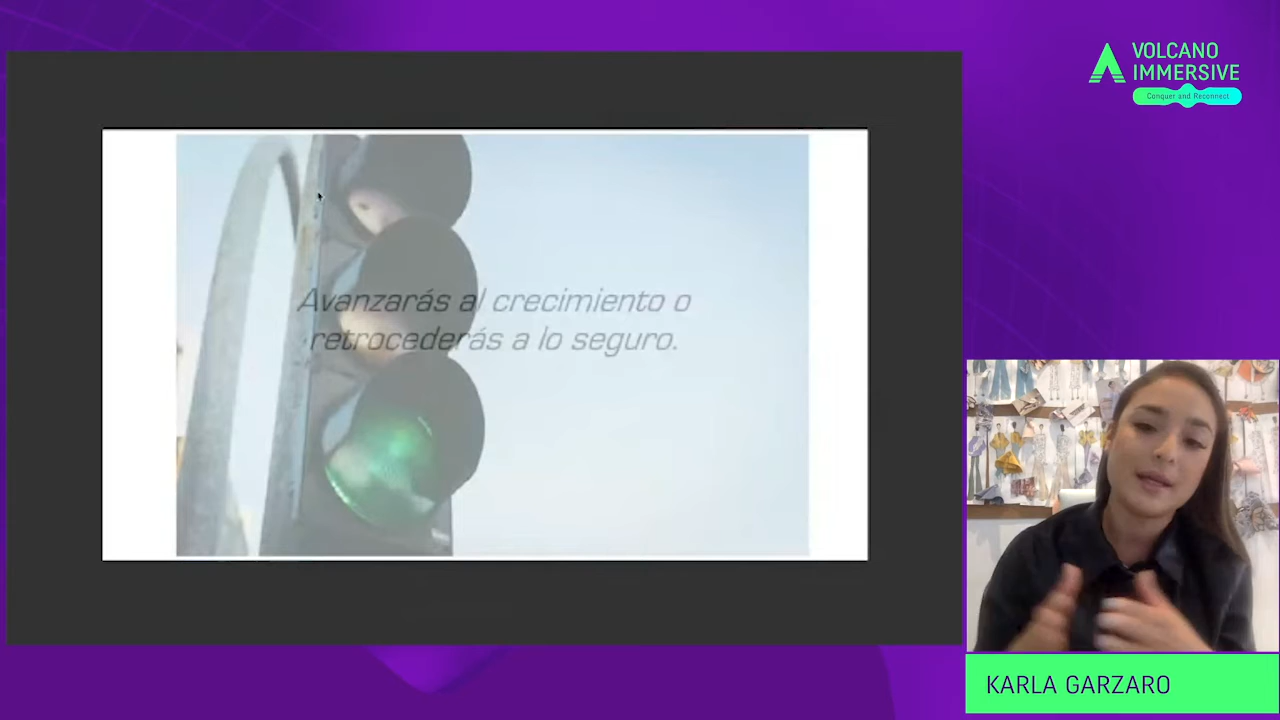 VOLCANO
IMMERSIVE
Conquer and Reconnect
Avanzarás al crecimiento o
retrocederás a lo seguro.
KARLA GARZARO